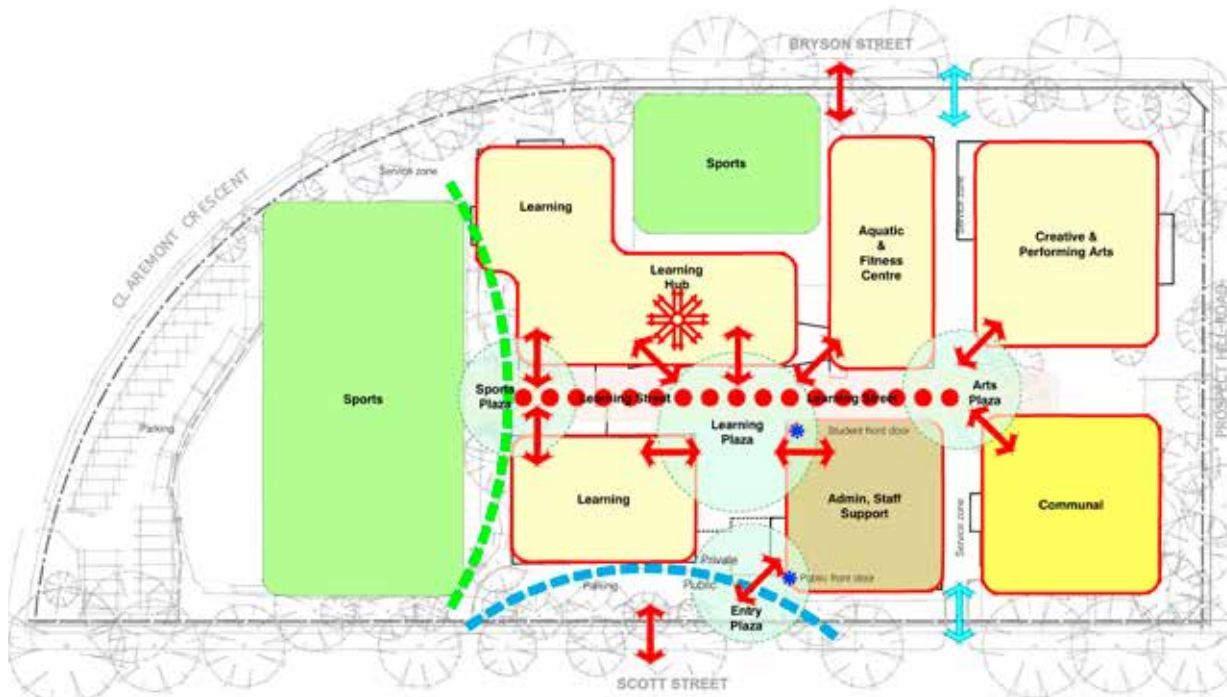 BRYSON STREET
CLAREMONT CRESCENT
Service zone
Learning
Sports
Aquatic
&
Fitness
Centre
Service zone
Creative &
Performing Arts
Learning
Hub
Sports
Sports
Plaza
Learning Street
Learning Street
Arts
Plaza
PROSPECT HILL ROAD
Parking
Learning
Plaza
Student front door
Learning
Admin, Staff
Support
Communal
Service zone
Private
Parking
Public
Public front door
Entry
Plaza
SCOTT STREET